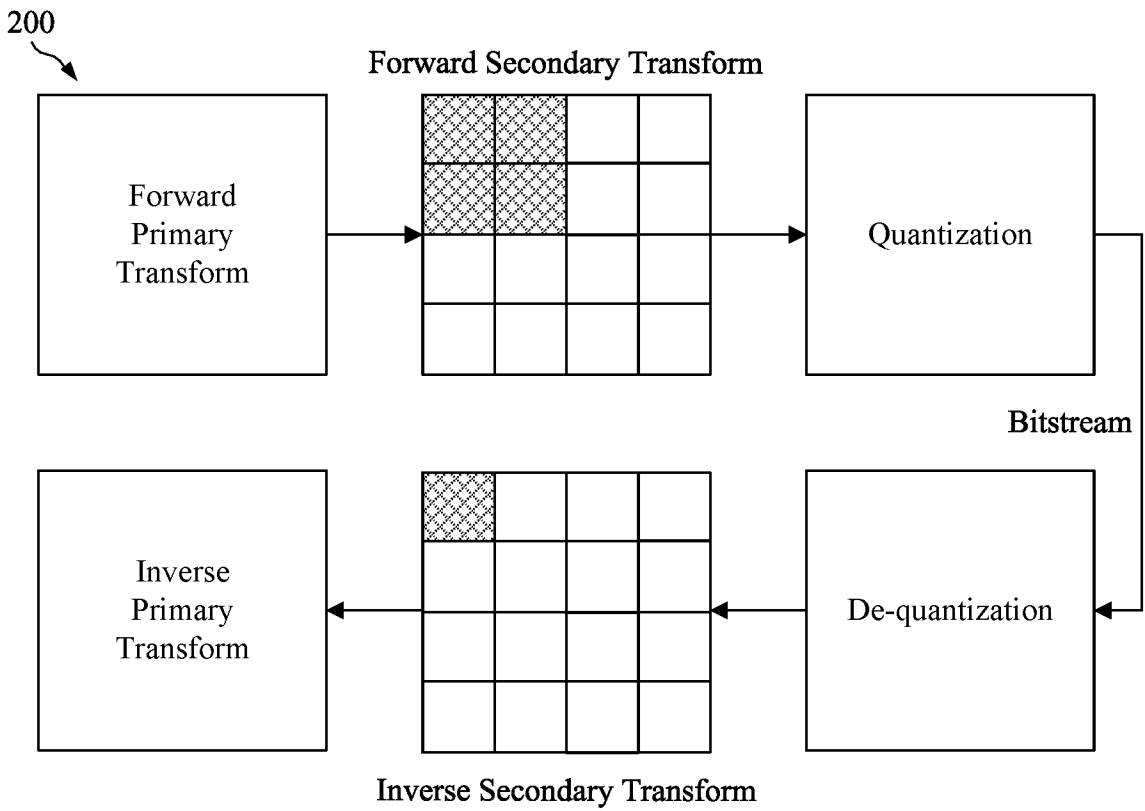 200
Forward Secondary Transform
Forward
Primary
Transform
Quantization
Bitstream
Inverse
Primary
Transform
De-quantization
Inverse Secondary Transform